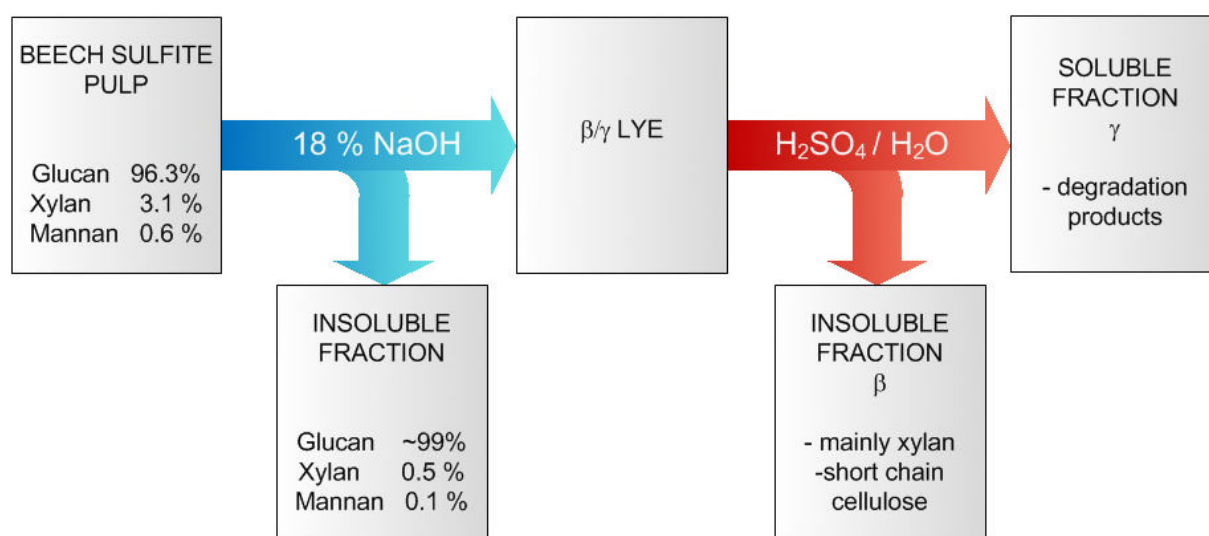 BEECH SULFITE
PULP
Glucan 96.3%
Xylan 3.1 %
Mannan 0.6 %
18 % NaOH
β/γ LYE
H₂SO₄ / H₂O
SOLUBLE
FRACTION
γ
- degradation
products
INSOLUBLE
FRACTION
Glucan ~99%
Xylan 0.5 %
Mannan 0.1 %
INSOLUBLE
FRACTION
β
- mainly xylan
-short chain
cellulose